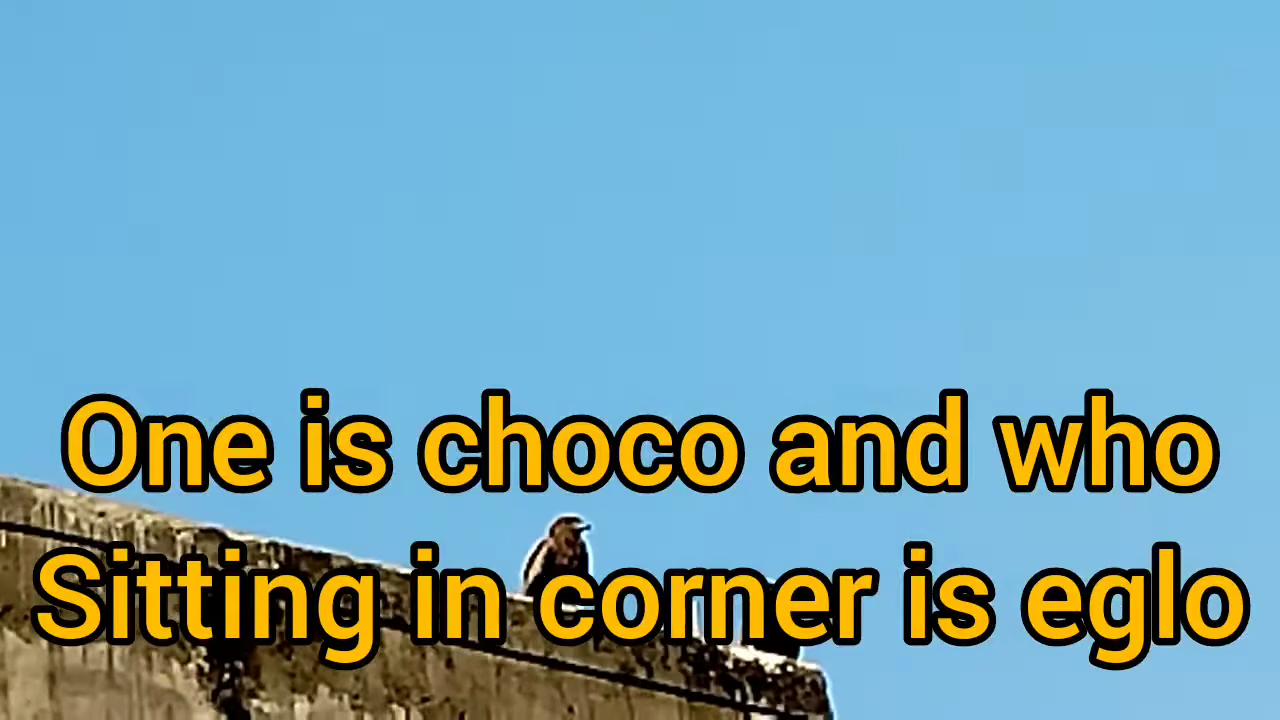 One is choco and who
Sitting in corner is eglo